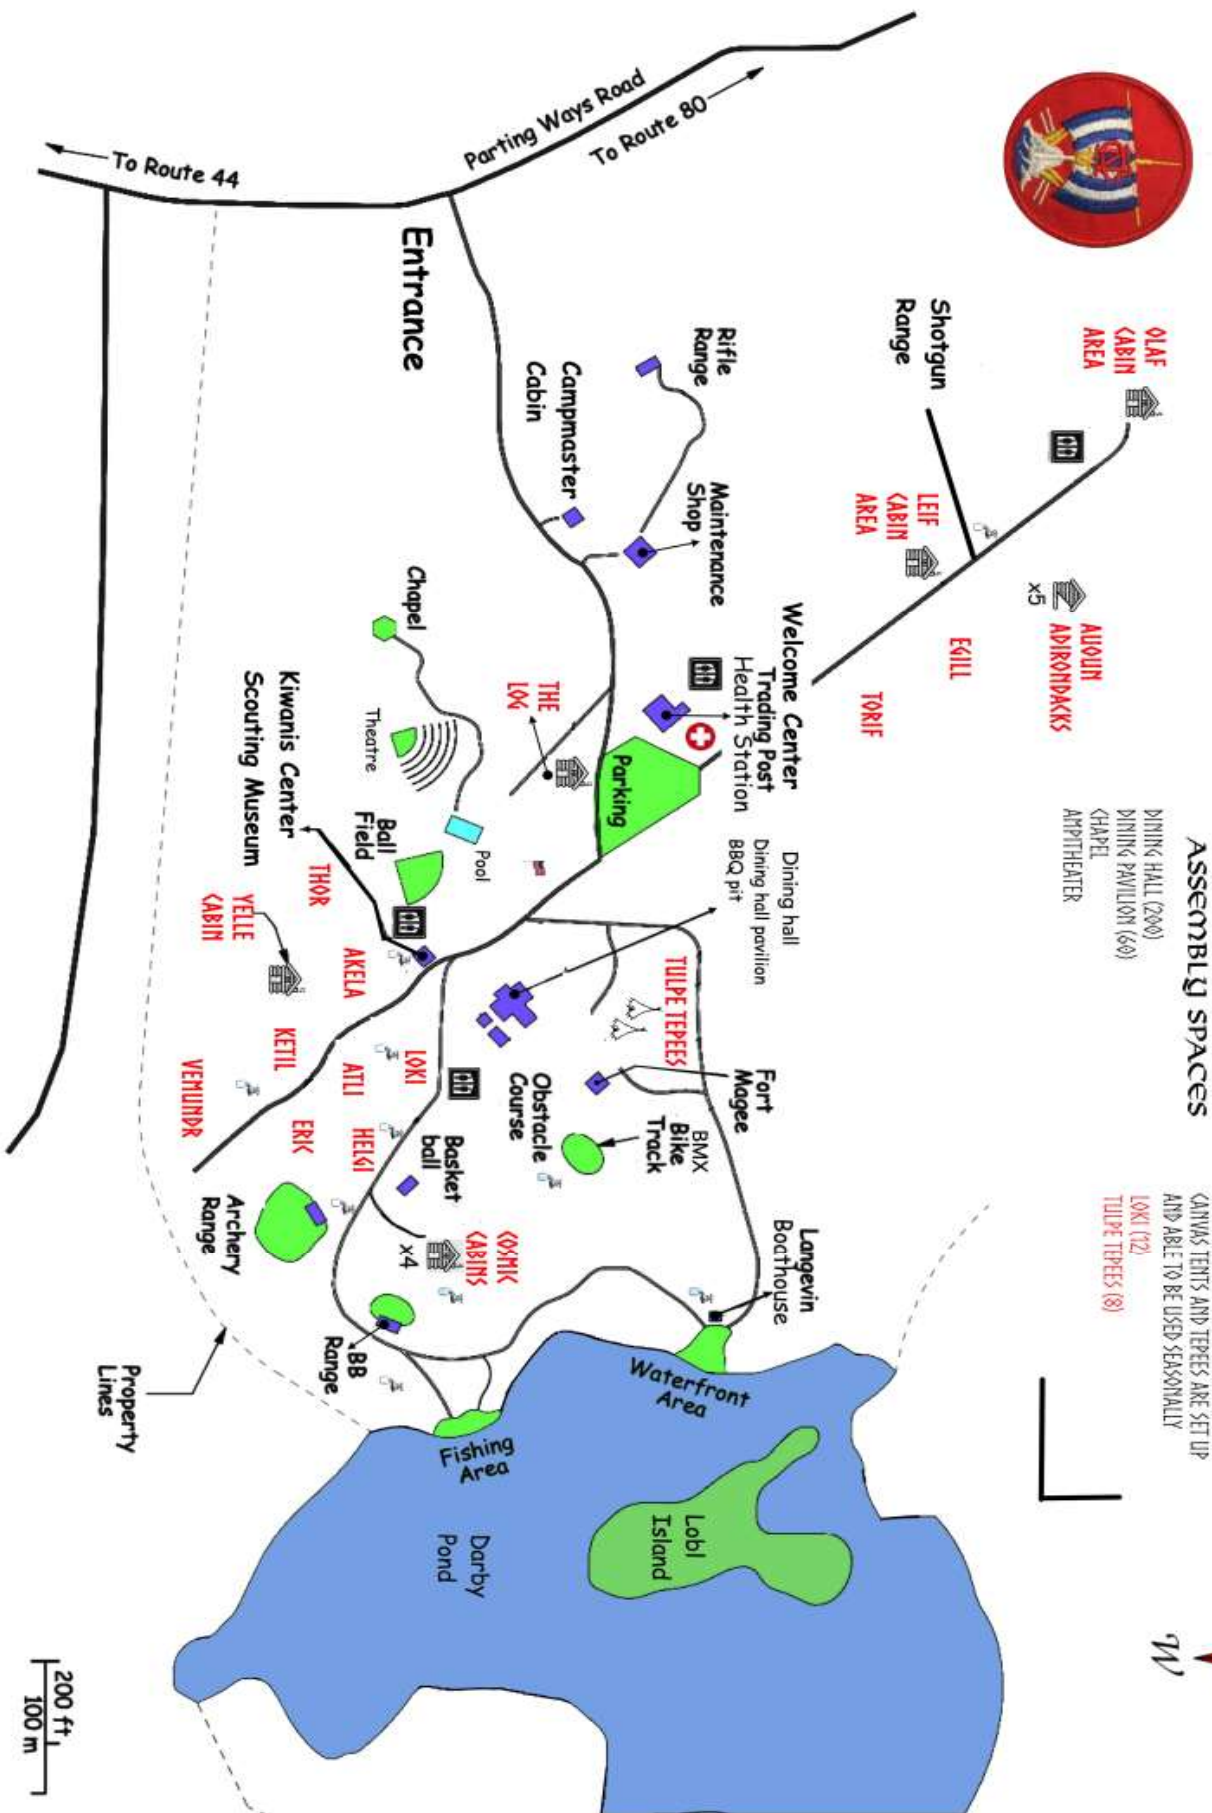 ASSEMBLY SPACES
DINING HALL (200)
DINING PAVILION (60)
CHAPEL
AMPITHEATER
CANVAS TENTS AND TEPEES ARE SET UP
AND ABLE TO BE USED SEASONALLY
LOKI (12)
TULPE TEPEES (8)
W
OLAF
CABIN
AREA
Shotgun
Range
LEIF
CABIN
AREA
x5
AUOUN
ADIRONDACKS
EGILL
TORIF
Parting Ways Road
To Route 80
To Route 44
Entrance
Rifle
Range
Campmaster
Cabin
Maintenance
Shop
Welcome Center
Trading Post
Health Station
Parking
THE
LOG
Chapel
Theatre
Pool
Ball
Field
Kiwanis Center
Scouting Museum
Dining hall
Dining hall pavilion
BBQ pit
TULPE TEPEES
Fort
Magee
BMX
Bike
Track
Obstacle
Course
THOR
YELLE
CABIN
AKELA
KETIL
VEMUNDR
LOKI
ATLI
ERIC
HELGI
Basket
ball
COSMIC
CABINS
x4
Archery
Range
BB
Range
Langevin
Boathouse
Waterfront
Area
Fishing
Area
Lobl
Island
Darby
Pond
Property
Lines
200 ft
100 m